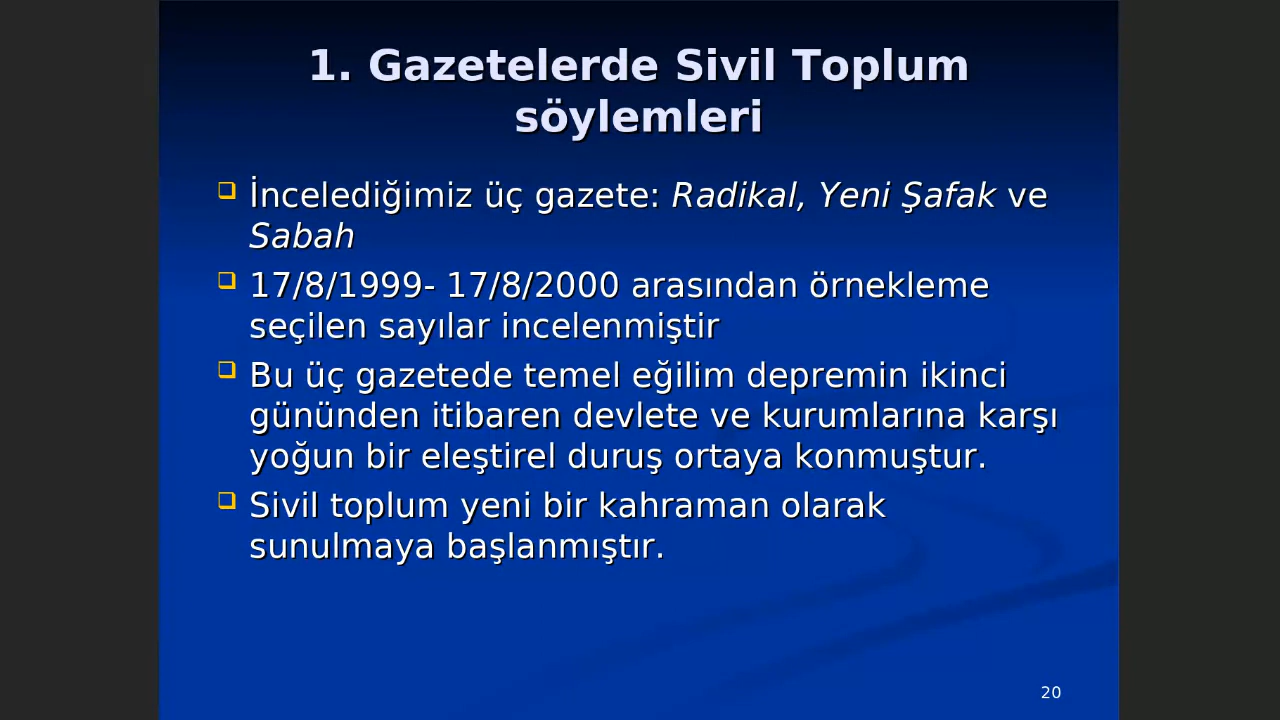 1. Gazetelerde Sivil Toplum
söylemleri
İncelediğimiz üç gazete: Radikal, Yeni Şafak ve
Sabah
17/8/1999- 17/8/2000 arasından örnekleme
seçilen sayılar incelenmiştir
Bu üç gazetede temel eğilim depremin ikinci
gününden itibaren devlete ve kurumlarına karşı
yoğun bir eleştirel duruş ortaya konmuştur.
Sivil toplum yeni bir kahraman olarak
sunulmaya başlanmıştır.
20